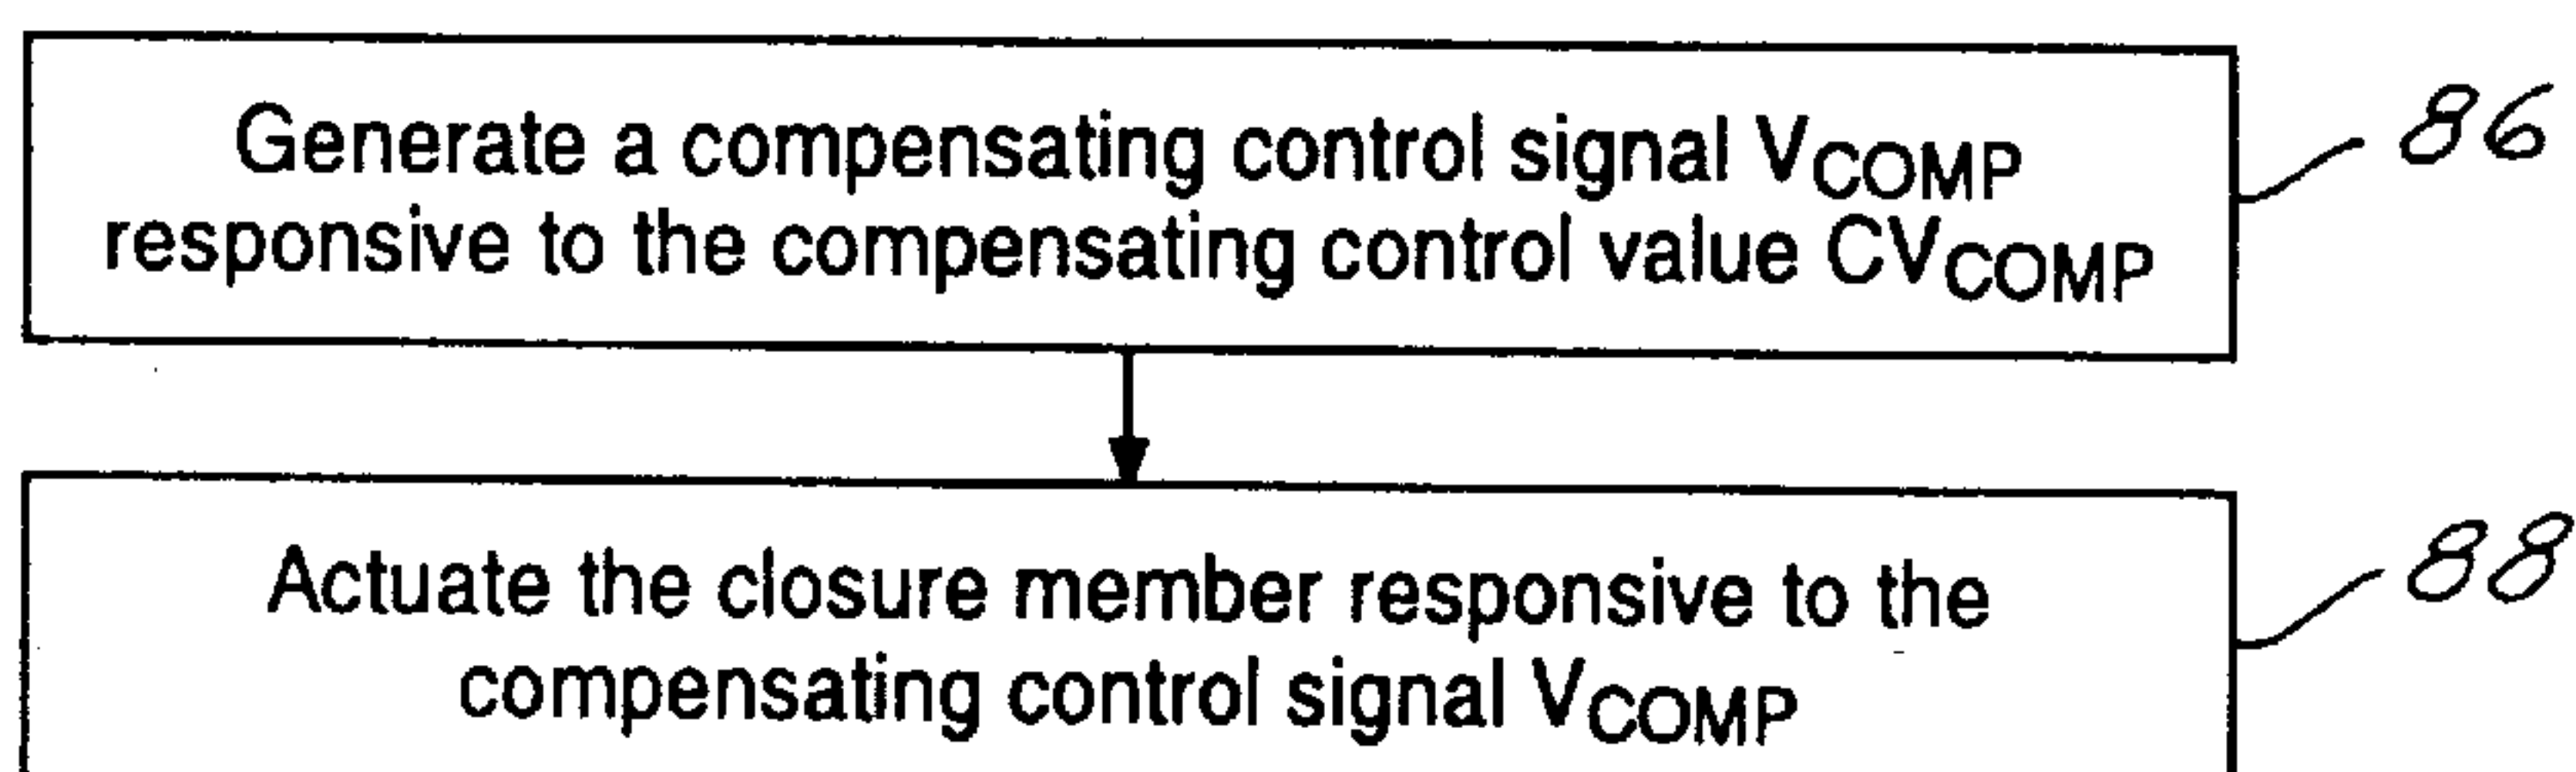 Generate a compensating control signal VCOMP
86
responsive to the compensating control value CVCOMP
Actuate the closure member responsive to the
88
compensating control signal VCOMP